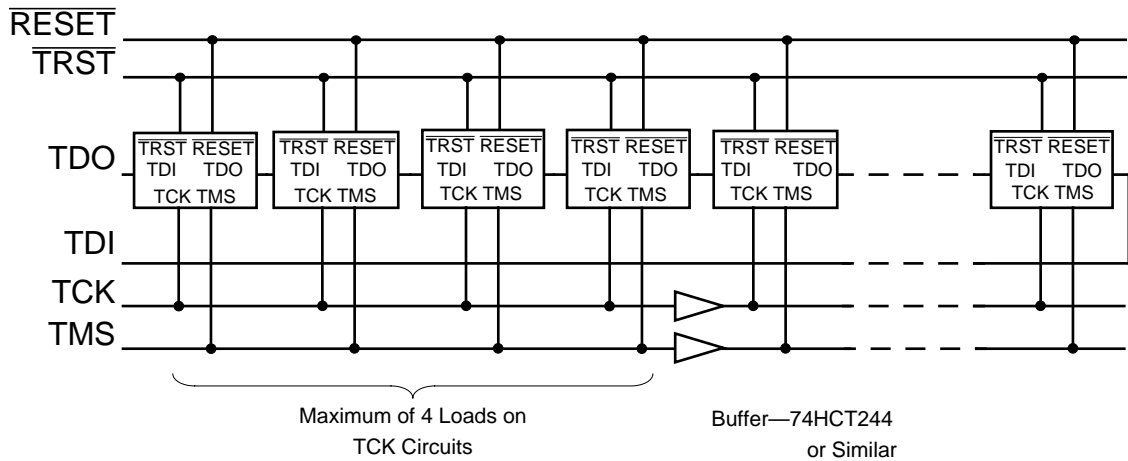 RESET
TRST
TRST RESET
TDI TDO
TCK TMS
TRST RESET
TDI TDO
TCK TMS
TRST RESET
TDI TDO
TCK TMS
TRST RESET
TDI TDO
TCK TMS
TRST RESET
TDI TDO
TCK TMS
TRST RESET
TDI TDO
TCK TMS
TDO
TDI
TCK
TMS
Maximum of 4 Loads on
TCK Circuits
Buffer—74HCT244
or Similar